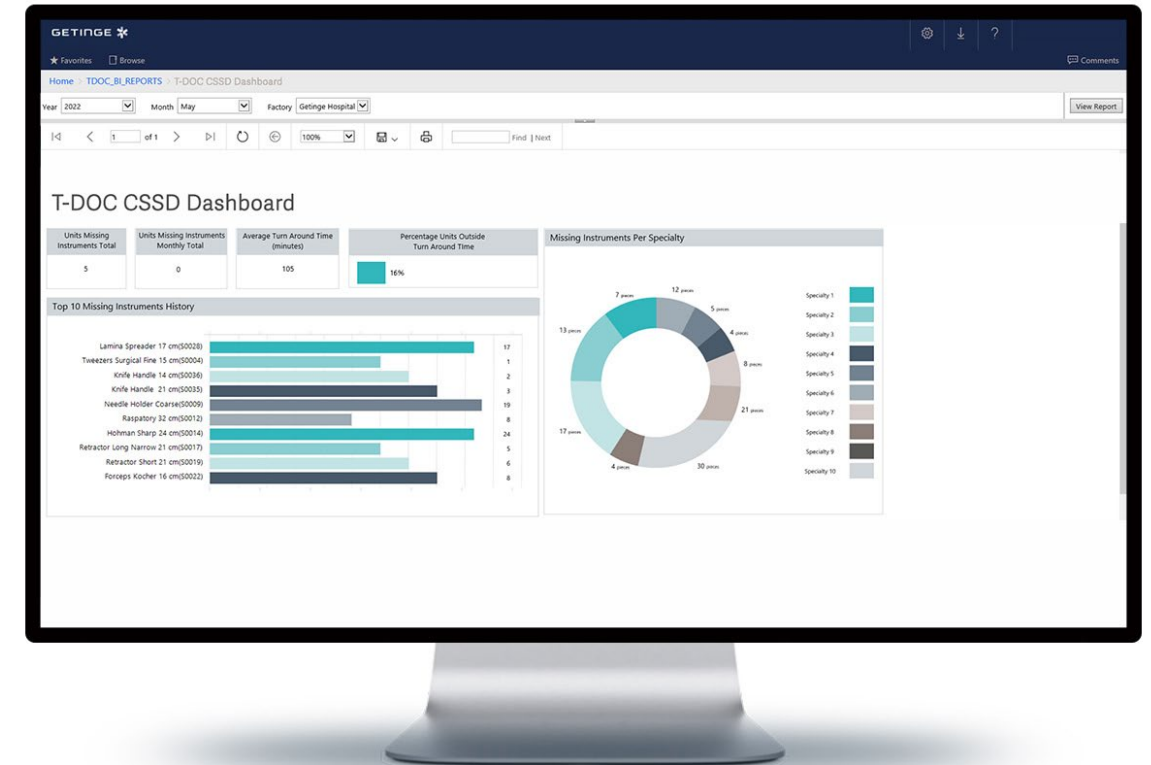 GETINGE
Favorites Browse
Comments
Home > TDOC_BI_REPORTS > T-DOC CSSD Dashboard
Year 2022 Month May Factory Getinge Hospital
View Report
1 of 1 100% Find | Next
T-DOC CSSD Dashboard
Units Missing
Instruments Total
5
Units Missing Instruments
Monthly Total
0
Average Turn Around Time
(minutes)
105
Percentage Units Outside
Turn Around Time
16%
Top 10 Missing Instruments History
Lamina Spreader 17 cm(S0028) 17
Tweezers Surgical Fine 15 cm(S0004) 1
Knife Handle 14 cm(S0036) 2
Knife Handle 21 cm(S0035) 3
Needle Holder Coarse(S0009) 19
Raspatory 32 cm(S0012) 8
Hohman Sharp 24 cm(S0014) 24
Retractor Long Narrow 21 cm(S0017) 5
Retractor Short 21 cm(S0019) 6
Forceps Kocher 16 cm(S0022) 8
Missing Instruments Per Specialty
7 pieces
12 pieces
5 pieces
4 pieces
8 pieces
21 pieces
30 pieces
4 pieces
17 pieces
13 pieces
Specialty 1
Specialty 2
Specialty 3
Specialty 4
Specialty 5
Specialty 6
Specialty 7
Specialty 8
Specialty 9
Specialty 10